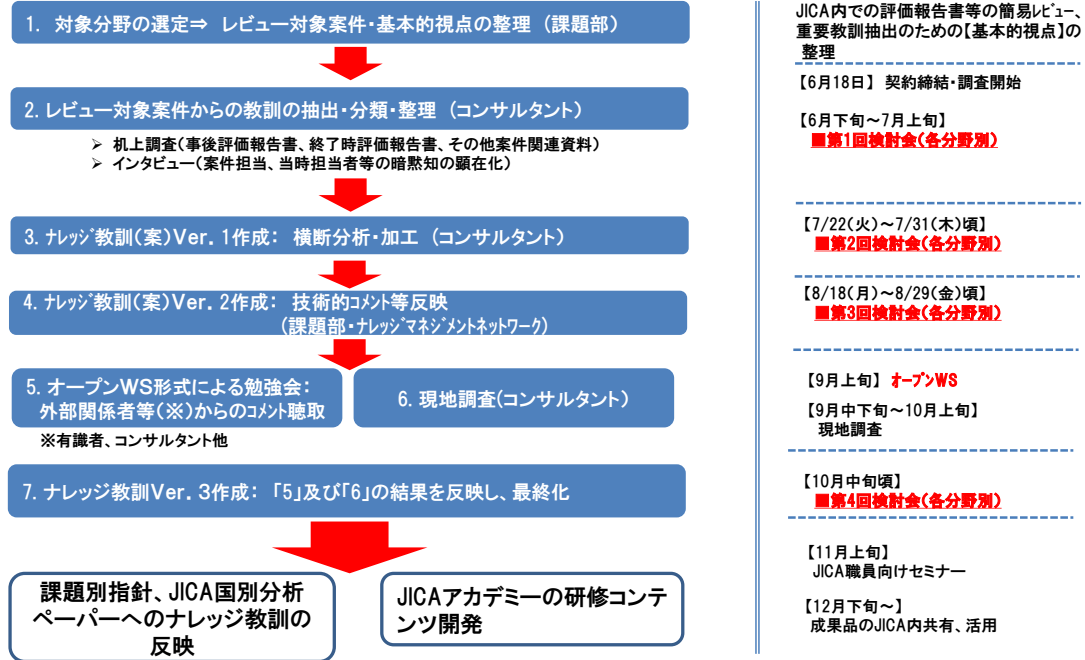 1. 対象分野の選定⇒ レビュー対象案件・基本的視点の整理 (課題部)
2. レビュー対象案件からの教訓の抽出・分類・整理 (コンサルタント)
➢ 机上調査(事後評価報告書、終了時評価報告書、その他案件関連資料)
➢ インタビュー(案件担当、当時担当者等の暗黙知の顕在化)
3. ナレッジ教訓(案)Ver. 1作成: 横断分析・加工 (コンサルタント)
4. ナレッジ教訓(案)Ver. 2作成: 技術的コメント等反映
(課題部・ナレッジマネジメントネットワーク)
5. オープンWS形式による勉強会:
外部関係者等(※)からのコメント聴取
6. 現地調査(コンサルタント)
※有識者、コンサルタント他
7. ナレッジ教訓Ver. 3作成: 「5」及び「6」の結果を反映し、最終化
課題別指針、JICA国別分析
ペーパーへのナレッジ教訓の
反映
JICAアカデミーの研修コンテ
ンツ開発
JICA内での評価報告書等の簡易レビュー、
重要教訓抽出のための【基本的視点】の
整理
【6月18日】 契約締結・調査開始
【6月下旬~7月上旬】
■第1回検討会(各分野別)
【7/22(火)~7/31(木)頃】
■第2回検討会(各分野別)
【8/18(月)~8/29(金)頃】
■第3回検討会(各分野別)
【9月上旬】 オープンWS
【9月中下旬~10月上旬】
現地調査
【10月中旬頃】
■第4回検討会(各分野別)
【11月上旬】
JICA職員向けセミナー
【12月下旬~】
成果品のJICA内共有、活用